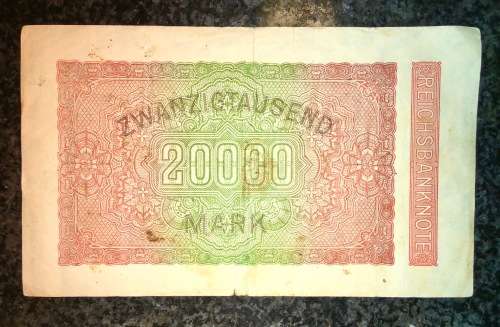 ZWANZIGTAUSEND
20000
MARK
REICHSBANKNOTE